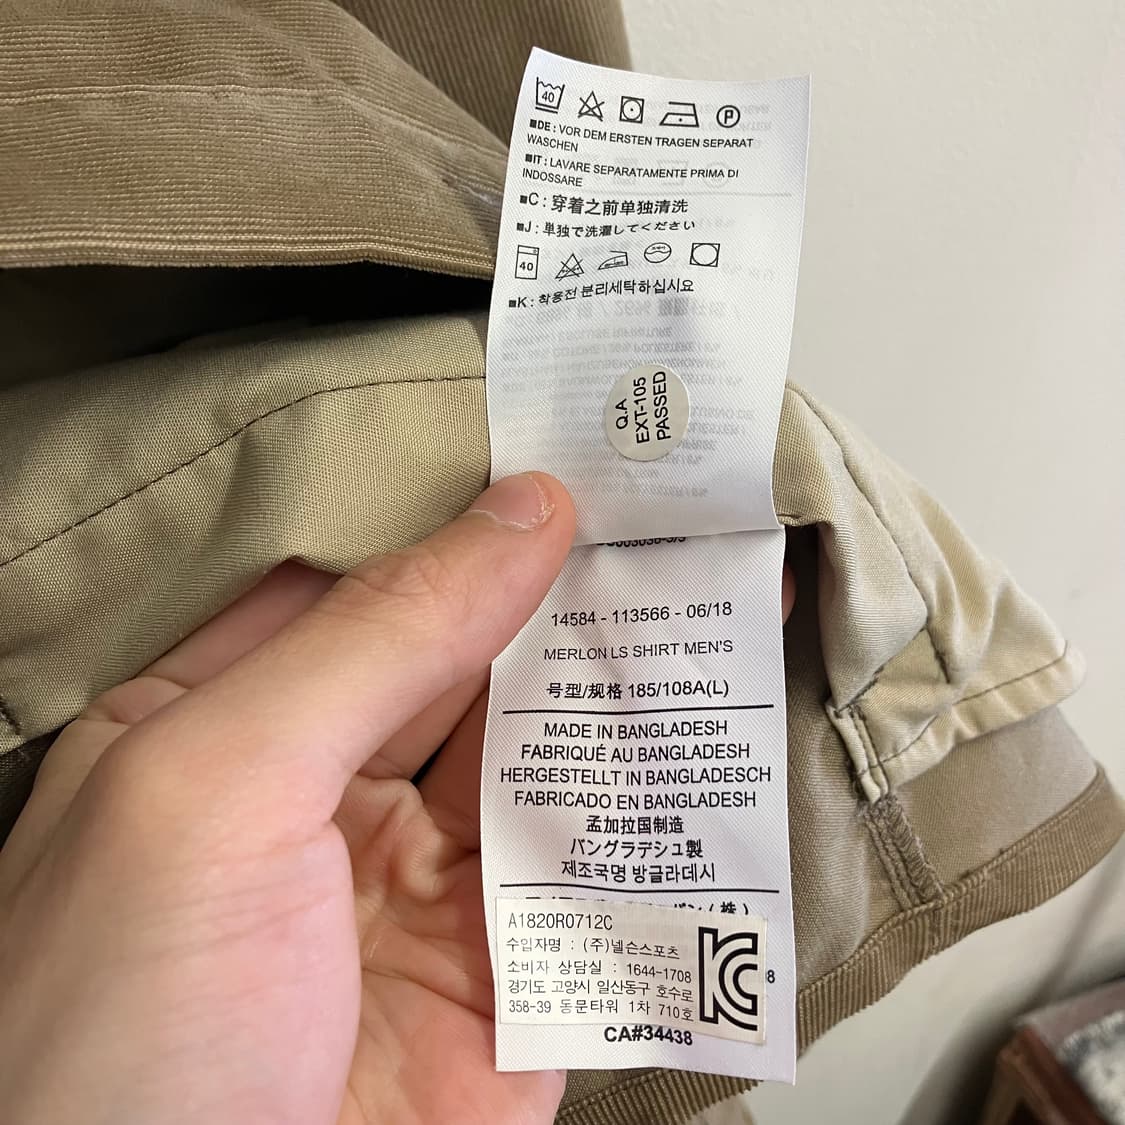 40 P
■DE : VOR DEM ERSTEN TRAGEN SEPARAT
WASCHEN
■IT : LAVARE SEPARATAMENTE PRIMA DI
INDOSSARE
■C : 穿着之前单独清洗
■J : 単独で洗濯してください
40
■K : 착용전 분리세탁하십시요
Q.A
EXT-105
PASSED
14584 - 113566 - 06/18
MERLON LS SHIRT MEN'S
号型/规格 185/108A(L)
MADE IN BANGLADESH
FABRIQUÉ AU BANGLADESH
HERGESTELLT IN BANGLADESCH
FABRICADO EN BANGLADESH
孟加拉国制造
バングラデシュ製
제조국명 방글라데시
(株)
A1820R0712C
수입자명 : (주)넬슨스포츠
소비자 상담실 : 1644-1708
경기도 고양시 일산동구 호수로
358-39 동문타워 1차 710호
8
CA#34438